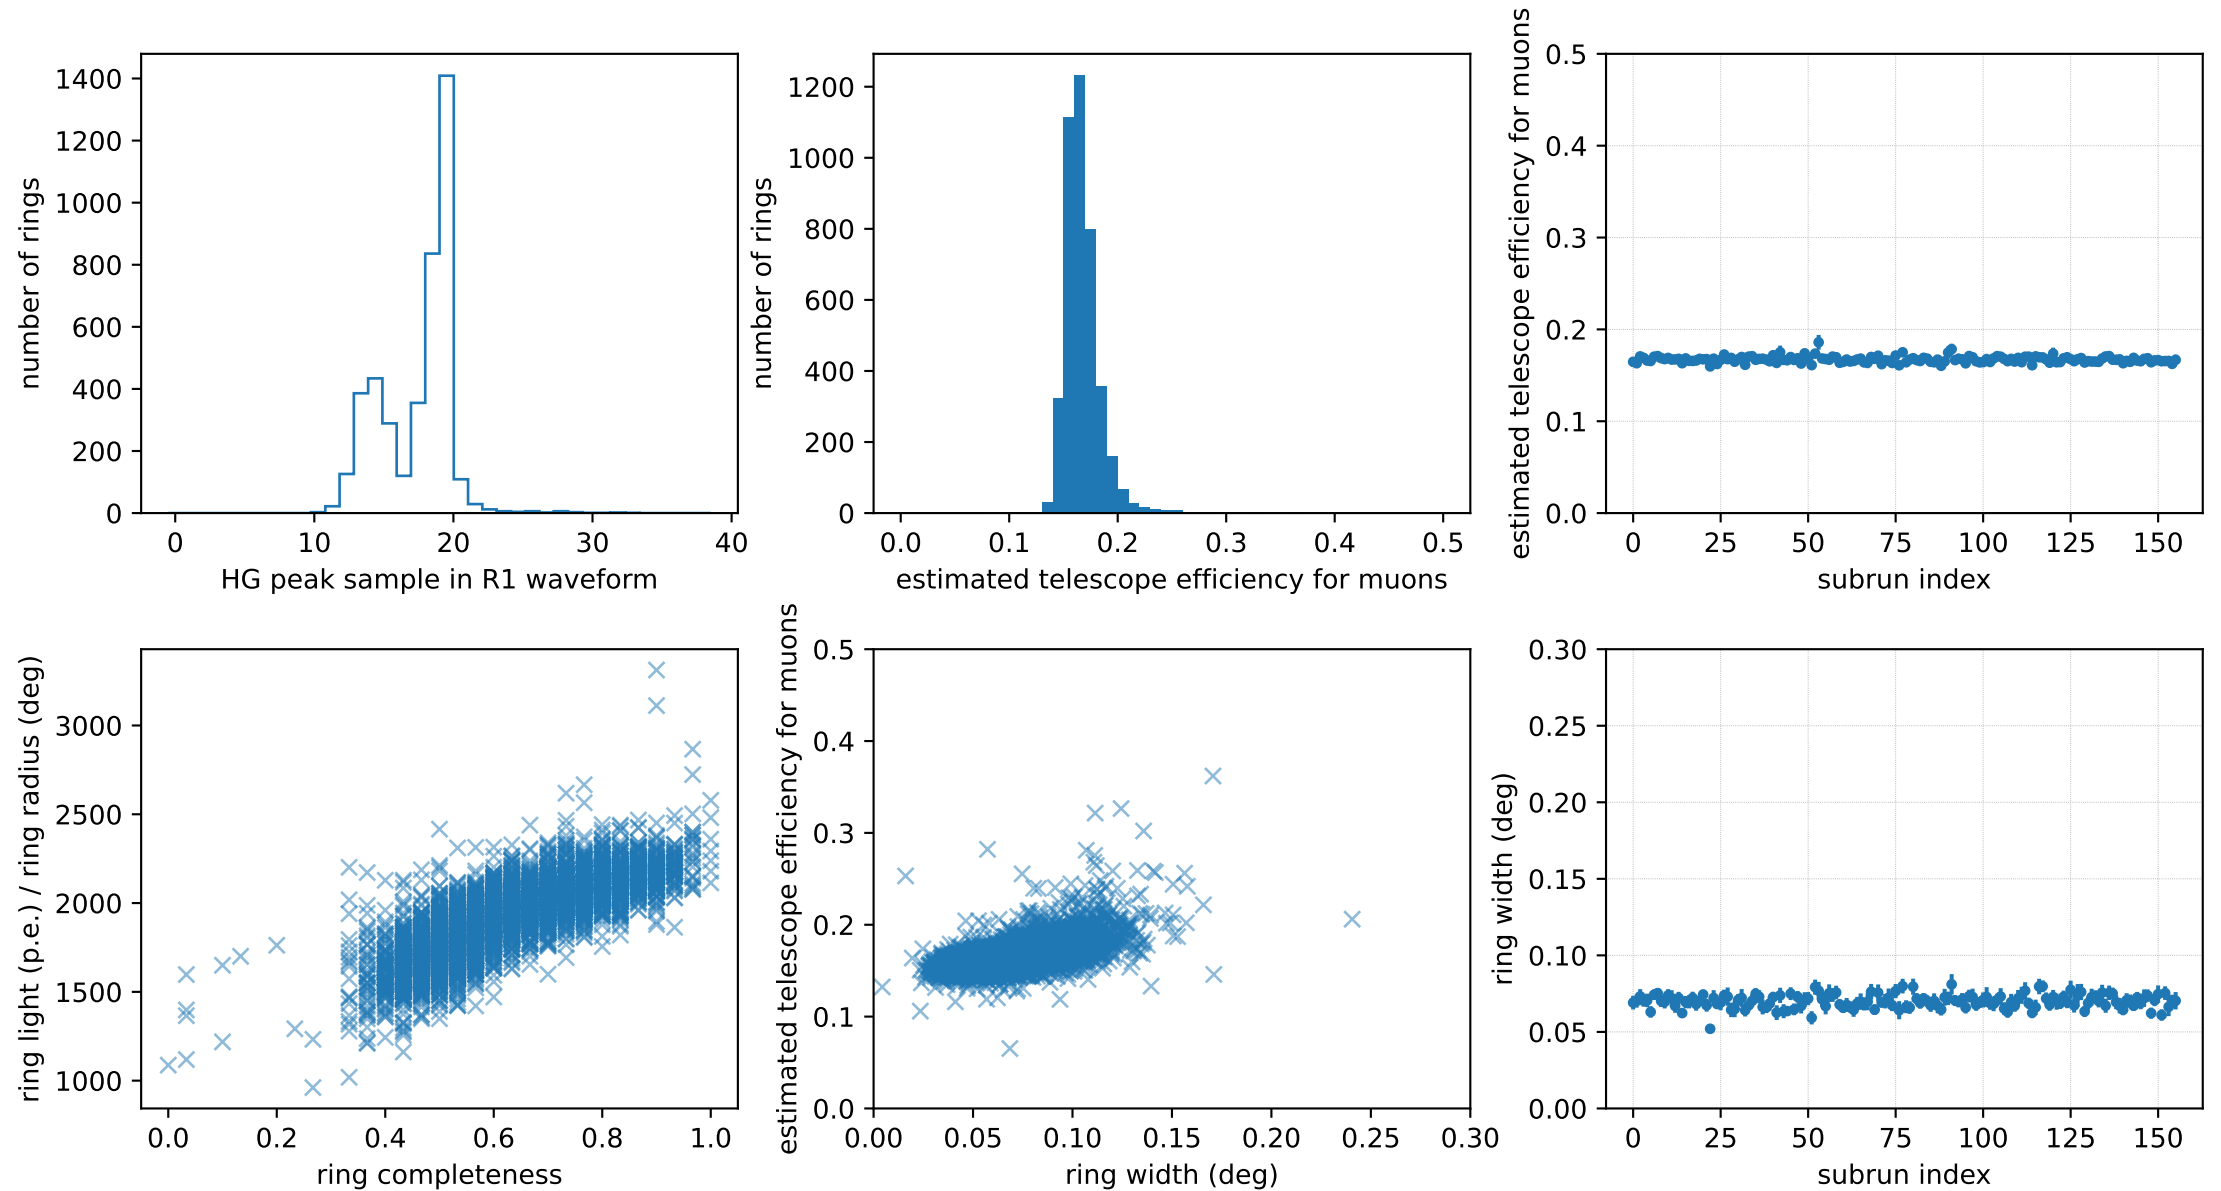 1400
1200
1000
800
600
400
200
0
number of rings
0 10 20 30 40
HG peak sample in R1 waveform
1200
1000
800
600
400
200
0
number of rings
0.0 0.1 0.2 0.3 0.4 0.5
estimated telescope efficiency for muons
0.5
0.4
0.3
0.2
0.1
0.0
estimated telescope efficiency for muons
0 25 50 75 100 125 150
subrun index
3000
2500
2000
1500
1000
ring light (p.e.) / ring radius (deg)
0.0 0.2 0.4 0.6 0.8 1.0
ring completeness
0.5
0.4
0.3
0.2
0.1
0.0
estimated telescope efficiency for muons
0.00 0.05 0.10 0.15 0.20 0.25 0.30
ring width (deg)
0.30
0.25
0.20
0.15
0.10
0.05
0.00
ring width (deg)
0 25 50 75 100 125 150
subrun index